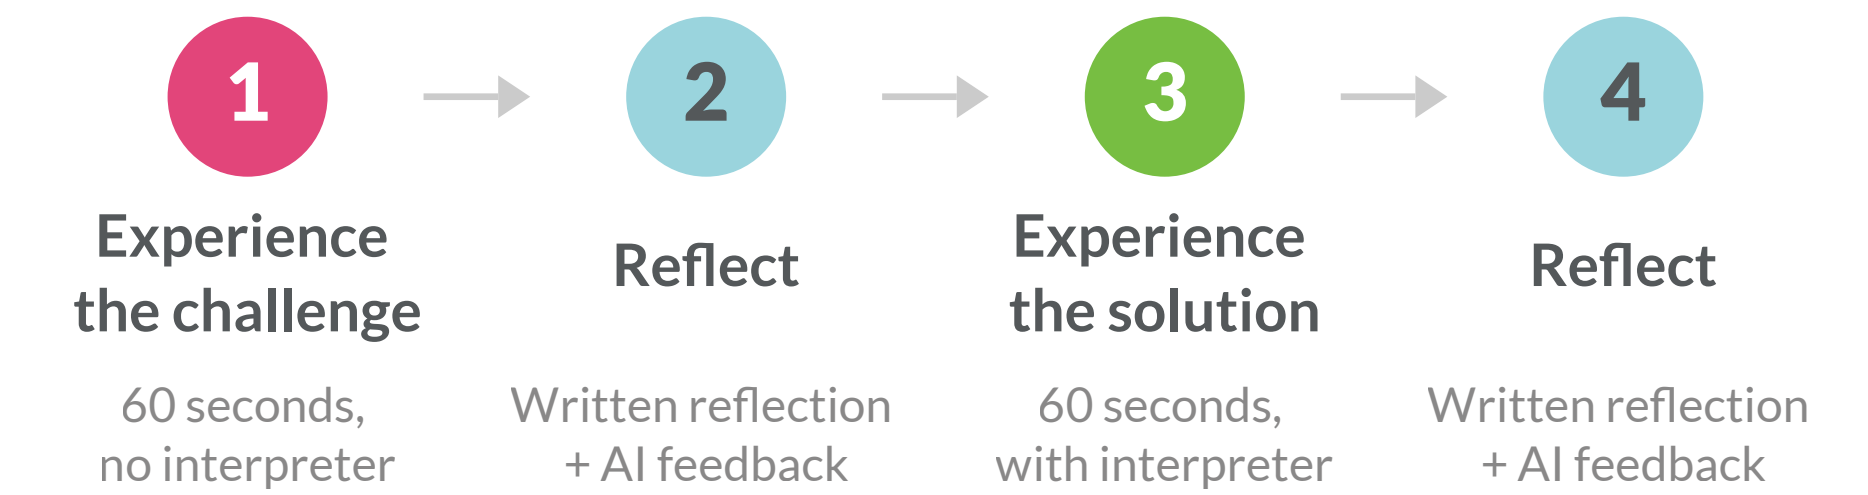 1
Experience
the challenge
60 seconds,
no interpreter
2
Reflect
Written reflection
+ AI feedback
3
Experience
the solution
60 seconds,
with interpreter
4
Reflect
Written reflection
+ AI feedback